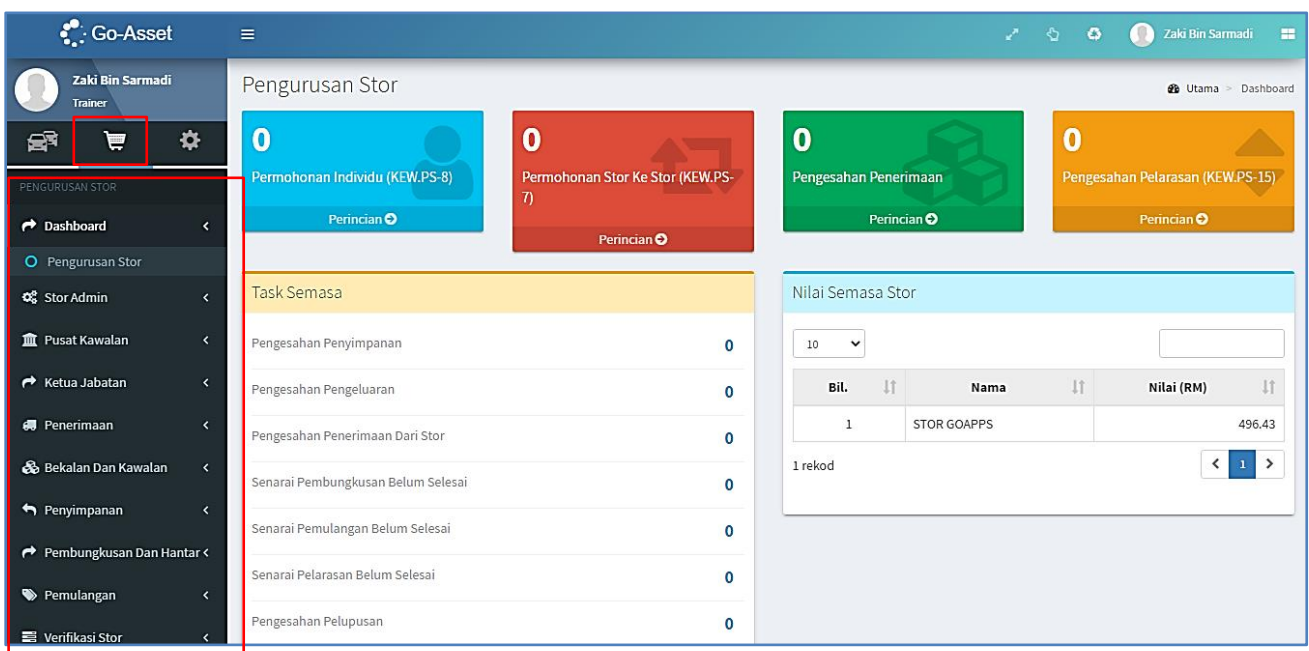 Go-Asset
Zaki Bin Sarmadi
Zaki Bin Sarmadi
Trainer
PENGURUSAN STOR
Dashboard
Pengurusan Stor
Stor Admin
Pusat Kawalan
Ketua Jabatan
Penerimaan
Bekalan Dan Kawalan
Penyimpanan
Pembungkusan Dan Hantar
Pemulangan
Verifikasi Stor
Pengurusan Stor
Utama > Dashboard
0
Permohonan Individu (KEW.PS-8)
Perincian
0
Permohonan Stor Ke Stor (KEW.PS-
7)
Perincian
0
Pengesahan Penerimaan
Perincian
0
Pengesahan Pelarasan (KEW.PS-15)
Perincian
Task Semasa
Pengesahan Penyimpanan 0
Pengesahan Pengeluaran 0
Pengesahan Penerimaan Dari Stor 0
Senarai Pembungkusan Belum Selesai 0
Senarai Pemulangan Belum Selesai 0
Senarai Pelarasan Belum Selesai 0
Pengesahan Pelupusan 0
Nilai Semasa Stor
10
Bil. Nama Nilai (RM)
1 STOR GOAPPS 496.43
1 rekod
1